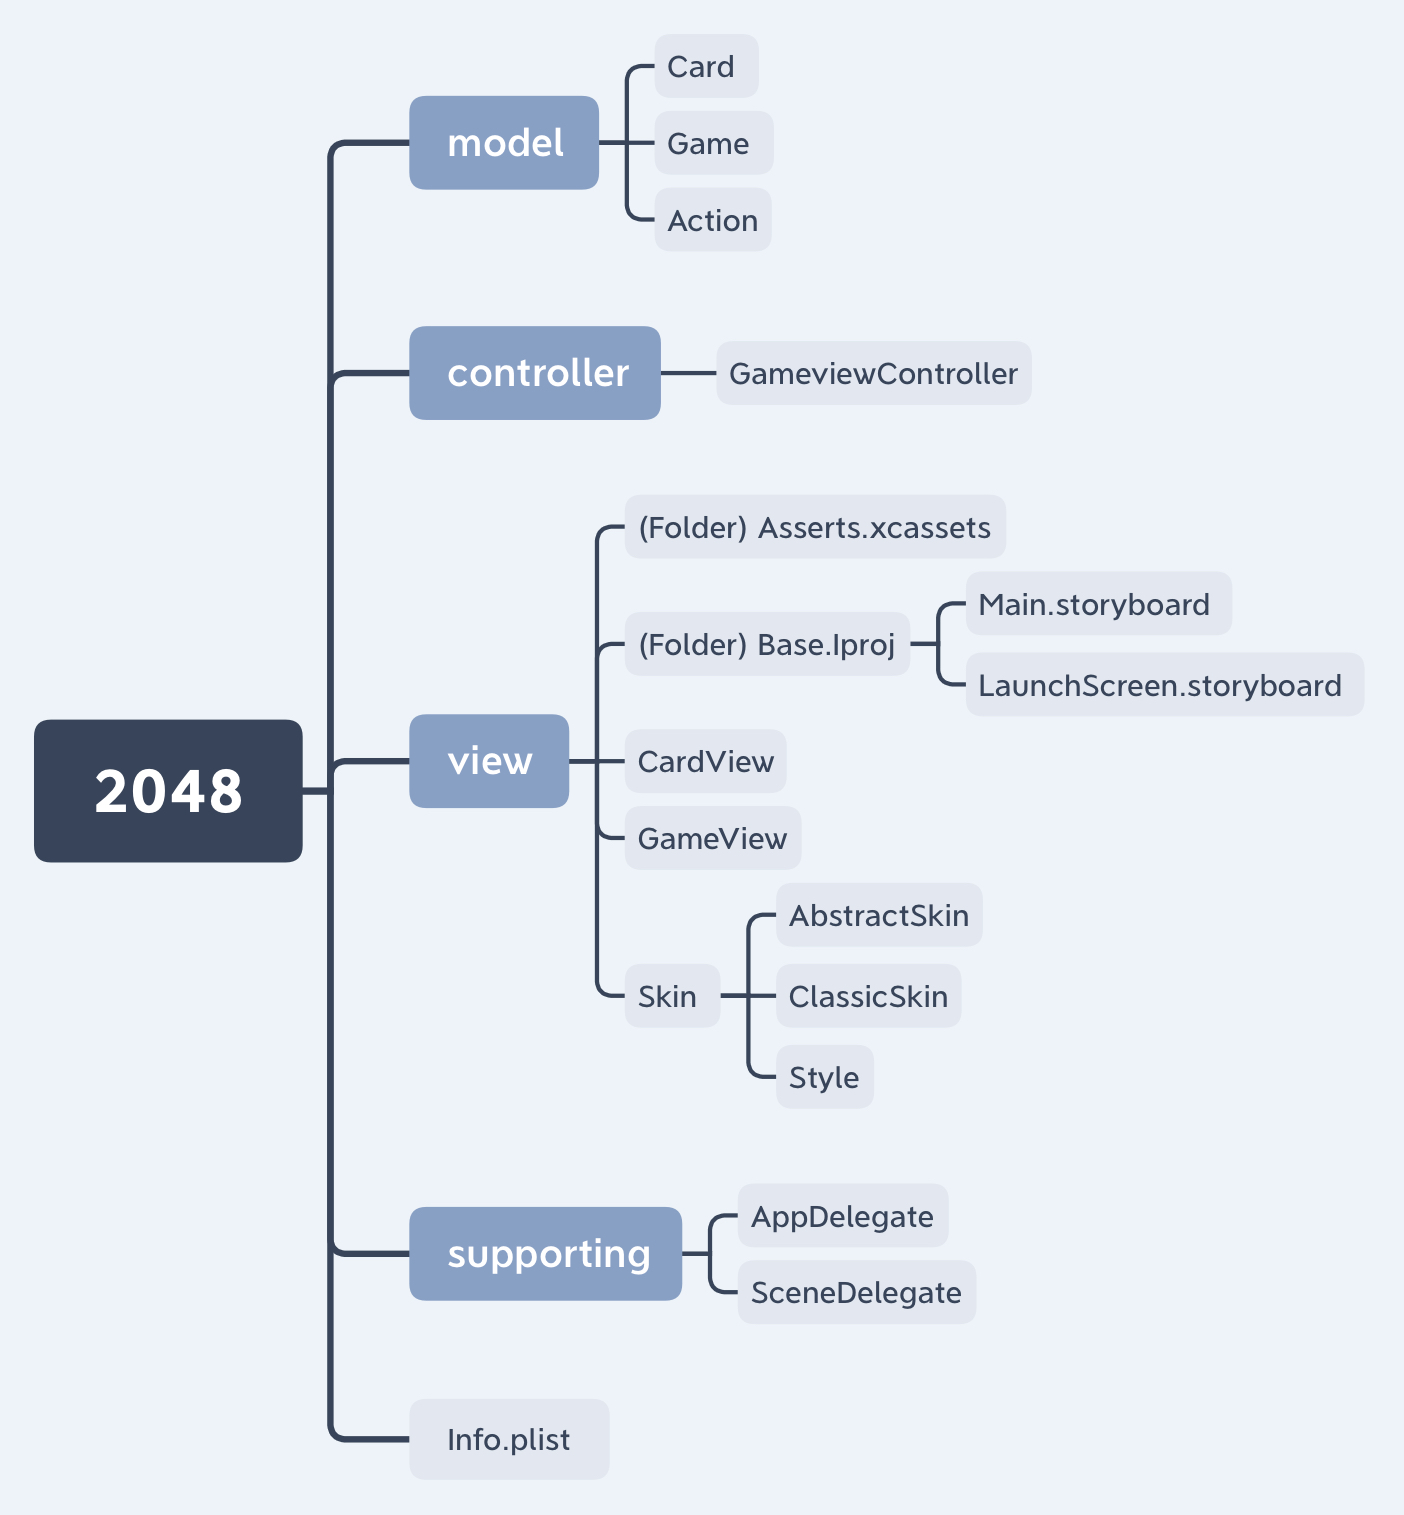 2048
model
Card
Game
Action
controller
GameviewController
view
(Folder) Asserts.xcassets
(Folder) Base.Iproj
Main.storyboard
LaunchScreen.storyboard
CardView
GameView
Skin
AbstractSkin
ClassicSkin
Style
supporting
AppDelegate
SceneDelegate
Info.plist